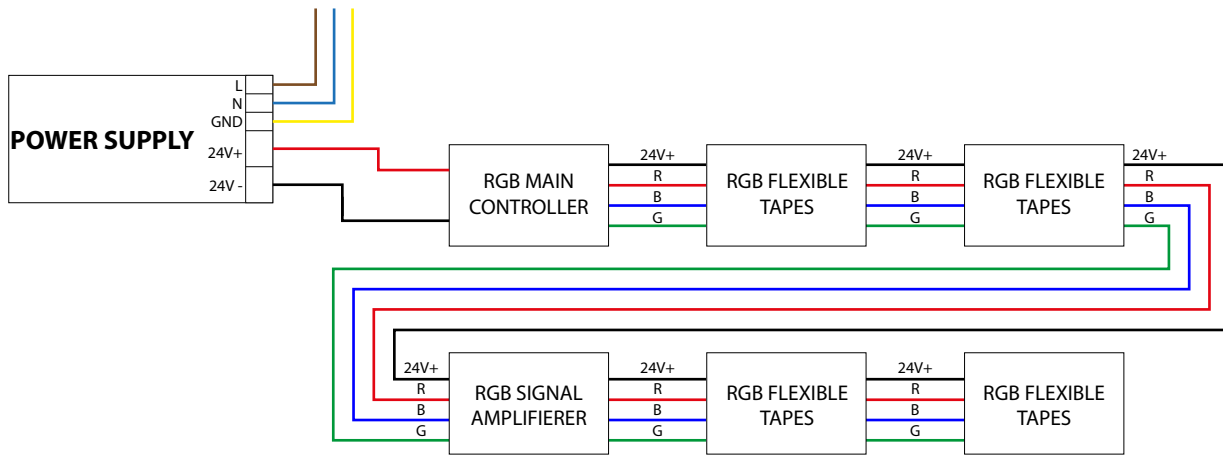 L
N
GND
POWER SUPPLY
24V+
24V -
RGB MAIN
CONTROLLER
24V+
R
B
G
RGB FLEXIBLE
TAPES
24V+
R
B
G
RGB FLEXIBLE
TAPES
24V+
R
B
G
24V+
R
B
G
RGB SIGNAL
AMPLIFIERER
24V+
R
B
G
RGB FLEXIBLE
TAPES
24V+
R
B
G
RGB FLEXIBLE
TAPES